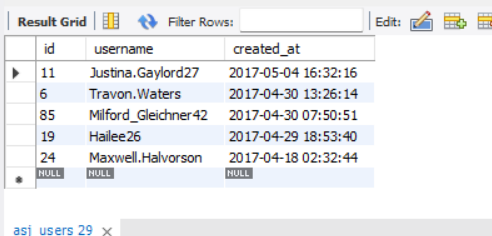 Result Grid Filter Rows: Edit:
id username created_at
11 Justina.Gaylord27 2017-05-04 16:32:16
6 Travon.Waters 2017-04-30 13:26:14
85 Milford_Gleichner42 2017-04-30 07:50:51
19 Hailee26 2017-04-29 18:53:40
24 Maxwell.Halvorson 2017-04-18 02:32:44
NULL NULL NULL
asj_users 29